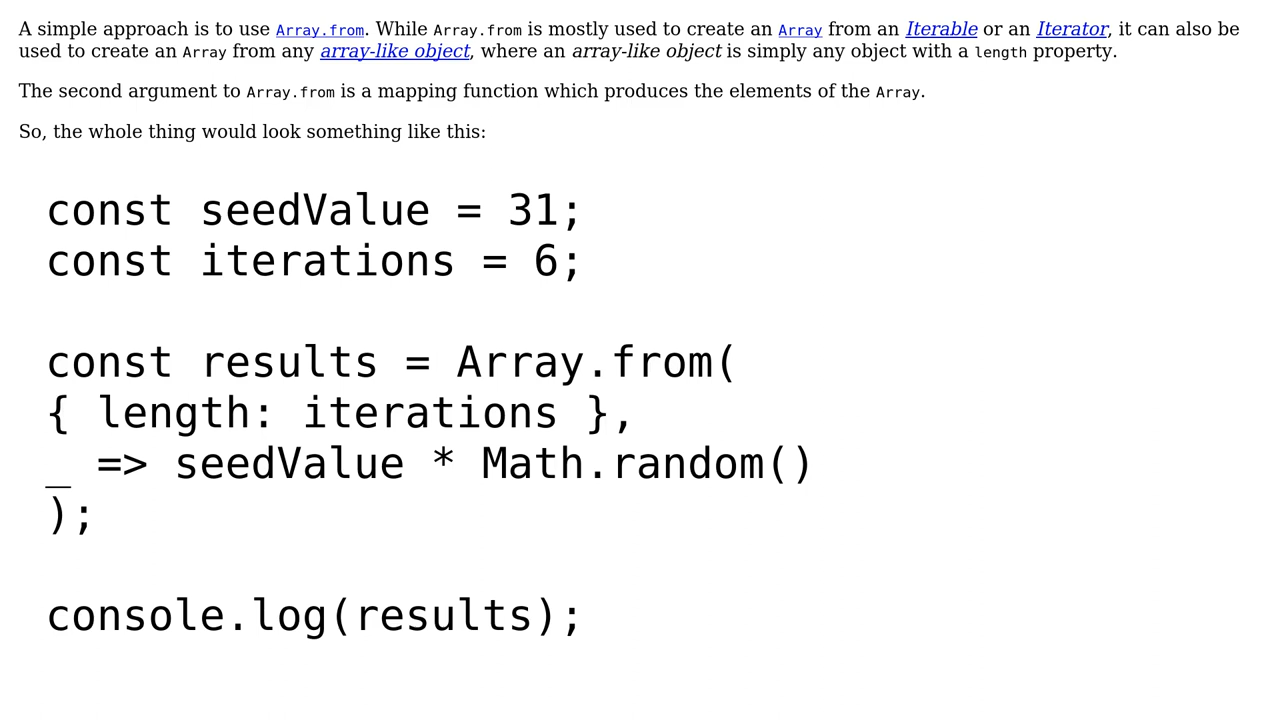 A simple approach is to use Array.from. While Array.from is mostly used to create an Array from an Iterable or an Iterator, it can also be
used to create an Array from any array-like object, where an array-like object is simply any object with a length property.
The second argument to Array.from is a mapping function which produces the elements of the Array.
So, the whole thing would look something like this:
const seedValue = 31;
const iterations = 6;
const results = Array.from(
{ length: iterations },
_ => seedValue * Math.random()
);
console.log(results);